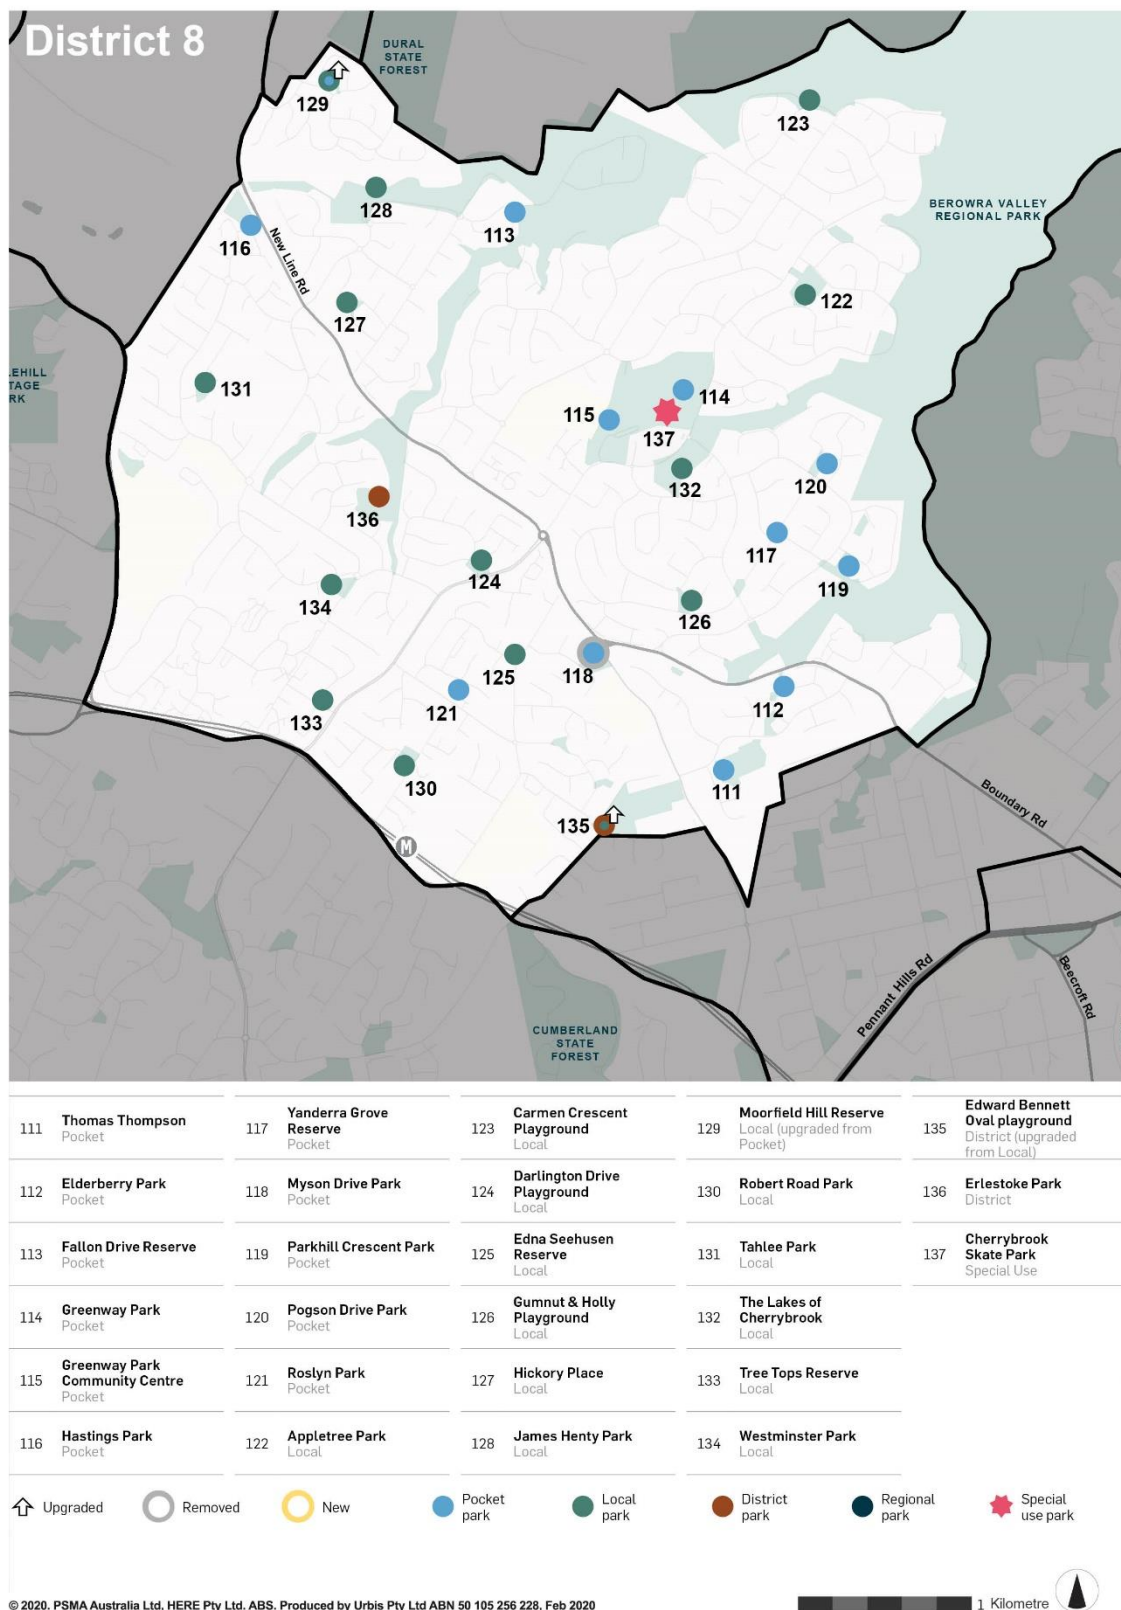 District 8
DURAL
STATE
FOREST
129
123
128
113
BEROWRA VALLEY
REGIONAL PARK
116
New Line Rd
122
127
LEHILL
TAGE
RK
131
114
115
137
132
120
136
117
124
119
134
126
125
118
121
112
133
130
111
135
Boundary Rd
M
Pennant Hills Rd
Beecroft Rd
CUMBERLAND
STATE
FOREST
111 Thomas Thompson
Pocket
112 Elderberry Park
Pocket
113 Fallon Drive Reserve
Pocket
114 Greenway Park
Pocket
115 Greenway Park
Community Centre
Pocket
116 Hastings Park
Pocket
117 Yanderra Grove
Reserve
Pocket
118 Myson Drive Park
Pocket
119 Parkhill Crescent Park
Pocket
120 Pogson Drive Park
Pocket
121 Roslyn Park
Pocket
122 Appletree Park
Local
123 Carmen Crescent
Playground
Local
124 Darlington Drive
Playground
Local
125 Edna Seehusen
Reserve
Local
126 Gumnut & Holly
Playground
Local
127 Hickory Place
Local
128 James Henty Park
Local
129 Moorfield Hill Reserve
Local (upgraded from
Pocket)
130 Robert Road Park
Local
131 Tahlee Park
Local
132 The Lakes of
Cherrybrook
Local
133 Tree Tops Reserve
Local
134 Westminster Park
Local
135 Edward Bennett
Oval playground
District (upgraded
from Local)
136 Erlestoke Park
District
137 Cherrybrook
Skate Park
Special Use
Upgraded
Removed
New
Pocket
park
Local
park
District
park
Regional
park
Special
use park
© 2020. PSMA Australia Ltd, HERE Pty Ltd. ABS. Produced by Urbis Pty Ltd ABN 50 105 256 228, Feb 2020
1 Kilometre